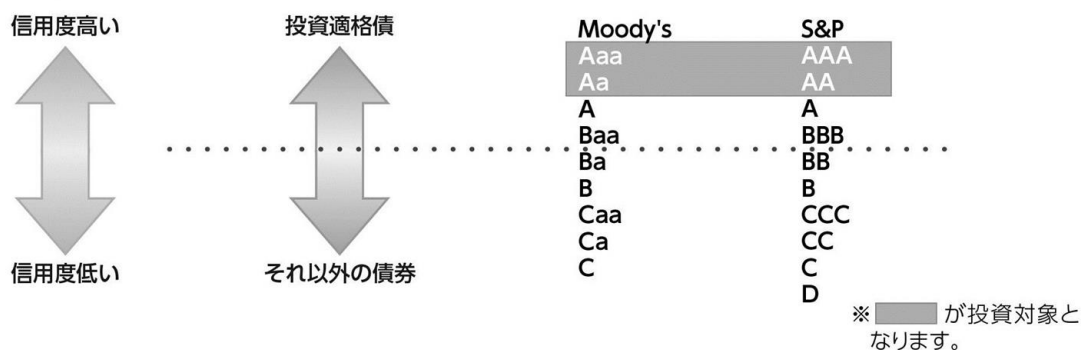 信用度高い 投資適格債 Moody's S&P
Aaa AAA
Aa AA
A A
Baa BBB
Ba BB
B B
Caa CCC
Ca CC
信用度低い それ以外の債券 C C
D
※ が投資対象と
なります。